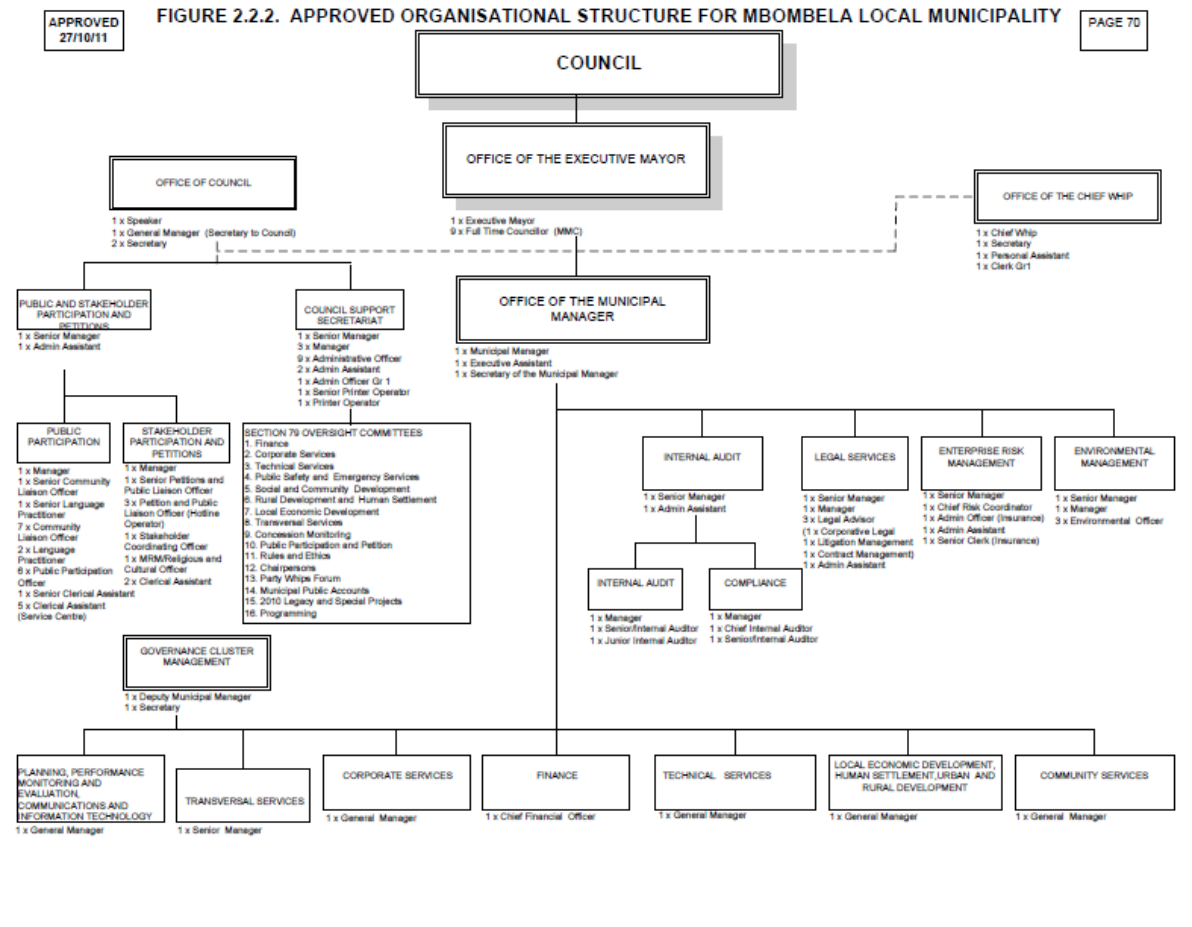 APPROVED
27/10/11
FIGURE 2.2.2. APPROVED ORGANISATIONAL STRUCTURE FOR MBOMBELA LOCAL MUNICIPALITY
PAGE 70
COUNCIL
OFFICE OF THE EXECUTIVE MAYOR
1 x Executive Mayor
9 x Full Time Councillor (MMC)
OFFICE OF COUNCIL
1 x Speaker
1 x General Manager (Secretary to Council)
2 x Secretary
OFFICE OF THE CHIEF WHIP
1 x Chief Whip
1 x Secretary
1 x Personal Assistant
1 x Clerk Gr1
PUBLIC AND STAKEHOLDER
PARTICIPATION AND
PETITIONS
1 x Senior Manager
1 x Admin Assistant
COUNCIL SUPPORT
SECRETARIAT
1 x Senior Manager
3 x Manager
9 x Administrative Officer
2 x Admin Assistant
1 x Admin Officer Gr 1
1 x Senior Printer Operator
1 x Printer Operator
OFFICE OF THE MUNICIPAL
MANAGER
1 x Municipal Manager
1 x Executive Assistant
1 x Secretary of the Municipal Manager
PUBLIC
PARTICIPATION
1 x Manager
1 x Senior Community
Liaison Officer
1 x Senior Language
Practitioner
7 x Community
Liaison Officer
2 x Language
Practitioner
6 x Public Participation
Officer
1 x Senior Clerical Assistant
5 x Clerical Assistant
(Service Centre)
STAKEHOLDER
PARTICIPATION AND
PETITIONS
1 x Manager
1 x Senior Petitions and
Public Liaison Officer
3 x Petition and Public
Liaison Officer (Hotline
Operator)
1 x Stakeholder
Coordinating Officer
1 x MRM/Religious and
Cultural Officer
2 x Clerical Assistant
SECTION 79 OVERSIGHT COMMITTEES
1. Finance
2. Corporate Services
3. Technical Services
4. Public Safety and Emergency Services
5. Social and Community Development
6. Rural Development and Human Settlement
7. Local Economic Development
8. Transversal Services
9. Concession Monitoring
10. Public Participation and Petition
11. Rules and Ethics
12. Chairpersons
13. Party Whips Forum
14. Municipal Public Accounts
15. 2010 Legacy and Special Projects
16. Programming
INTERNAL AUDIT
1 x Senior Manager
1 x Admin Assistant
LEGAL SERVICES
1 x Senior Manager
1 x Manager
3 x Legal Advisor
(1 x Corporative Legal
1 x Litigation Management
1 x Contract Management)
1 x Admin Assistant
ENTERPRISE RISK
MANAGEMENT
1 x Senior Manager
1 x Chief Risk Coordinator
1 x Admin Officer (Insurance)
1 x Admin Assistant
1 x Senior Clerk (Insurance)
ENVIRONMENTAL
MANAGEMENT
1 x Senior Manager
1 x Manager
3 x Environmental Officer
INTERNAL AUDIT
1 x Manager
1 x Senior/Internal Auditor
1 x Junior Internal Auditor
COMPLIANCE
1 x Manager
1 x Chief Internal Auditor
1 x Senior/Internal Auditor
GOVERNANCE CLUSTER
MANAGEMENT
1 x Deputy Municipal Manager
1 x Secretary
PLANNING, PERFORMANCE
MONITORING AND
EVALUATION,
COMMUNICATIONS AND
INFORMATION TECHNOLOGY
1 x General Manager
TRANSVERSAL SERVICES
1 x Senior Manager
CORPORATE SERVICES
1 x General Manager
FINANCE
1 x Chief Financial Officer
TECHNICAL SERVICES
1 x General Manager
LOCAL ECONOMIC DEVELOPMENT,
HUMAN SETTLEMENT,URBAN AND
RURAL DEVELOPMENT
1 x General Manager
COMMUNITY SERVICES
1 x General Manager